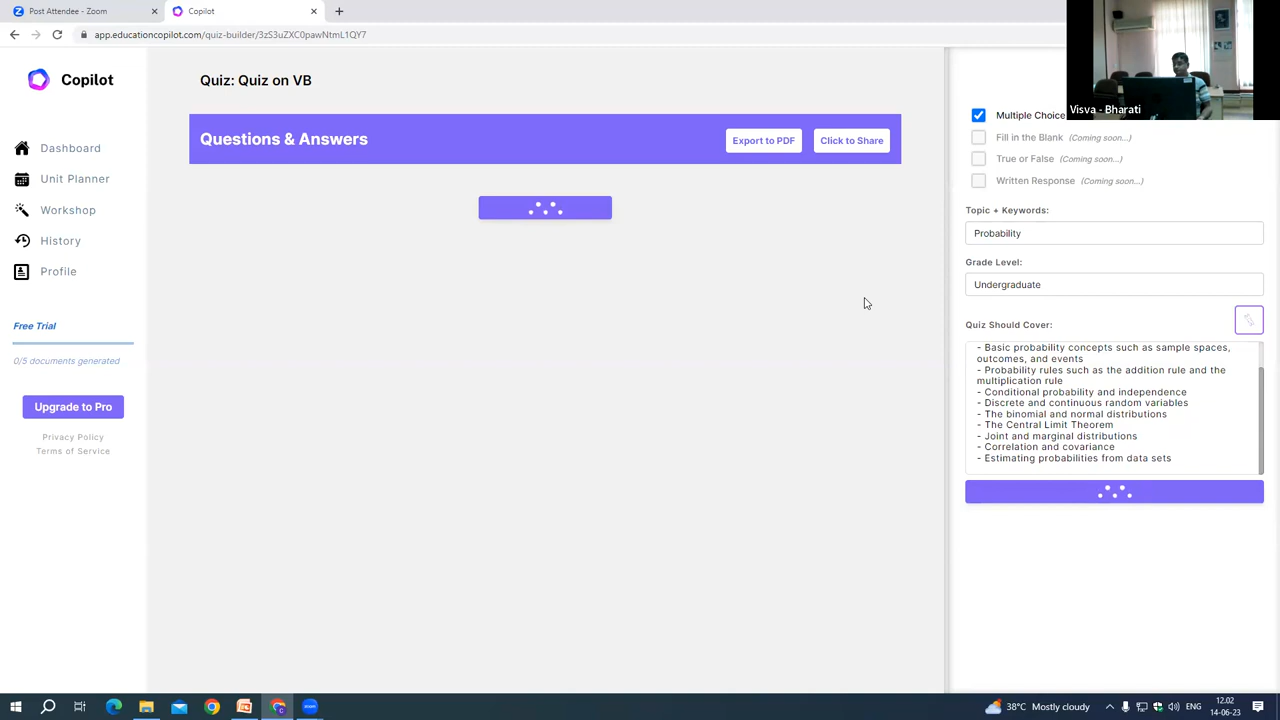 Post Attendee - Zoom
Copilot
app.educationcopilot.com/quiz-builder/3zS3uZXC0pawNtmL1QY7
Copilot
Dashboard
Unit Planner
Workshop
History
Profile
Free Trial
0/5 documents generated
Upgrade to Pro
Privacy Policy
Terms of Service
Quiz: Quiz on VB
Questions & Answers
Export to PDF
Click to Share
Visva - Bharati
Multiple Choice
Fill in the Blank (Coming soon...)
True or False (Coming soon...)
Written Response (Coming soon...)
Topic + Keywords:
Probability
Grade Level:
Undergraduate
Quiz Should Cover:
- Basic probability concepts such as sample spaces,
outcomes, and events
- Probability rules such as the addition rule and the
multiplication rule
- Conditional probability and independence
- Discrete and continuous random variables
- The binomial and normal distributions
- The Central Limit Theorem
- Joint and marginal distributions
- Correlation and covariance
- Estimating probabilities from data sets
zoom
38°C Mostly cloudy
ENG
12.02
14-06-23